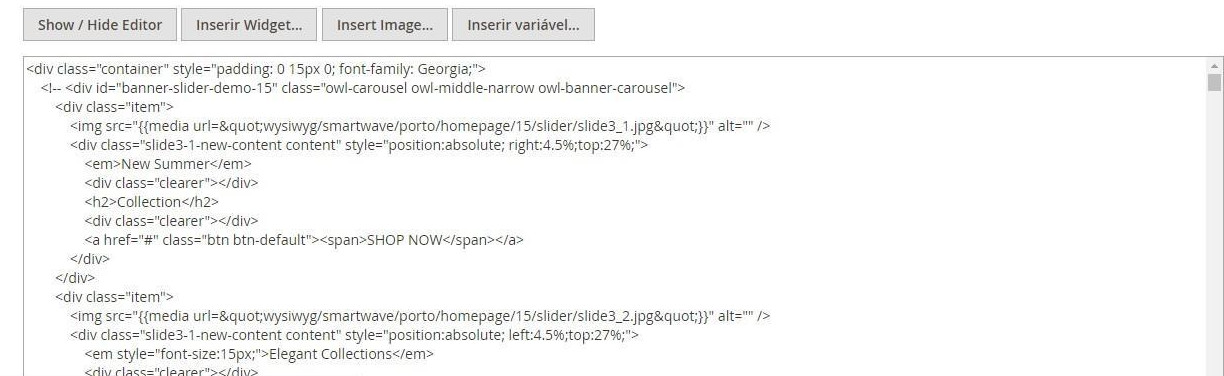 Show / Hide Editor Inserir Widget... Insert Image... Inserir variável...
<div class="container" style="padding: 0 15px 0; font-family: Georgia;">
<!-- <div id="banner-slider-demo-15" class="owl-carousel owl-middle-narrow owl-banner-carousel">
<div class="item">
<img src="{{media url=&quot;wysiwyg/smartwave/porto/homepage/15/slider/slide3_1.jpg&quot;}}" alt="" />
<div class="slide3-1-new-content content" style="position:absolute; right:4.5%;top:27%;">
<em>New Summer</em>
<div class="clearer"></div>
<h2>Collection</h2>
<div class="clearer"></div>
<a href="#" class="btn btn-default"><span>SHOP NOW</span></a>
</div>
</div>
<div class="item">
<img src="{{media url=&quot;wysiwyg/smartwave/porto/homepage/15/slider/slide3_2.jpg&quot;}}" alt="" />
<div class="slide3-1-new-content content" style="position:absolute; left:4.5%;top:27%;">
<em style="font-size:15px;">Elegant Collections</em>
<div class="clearer"></div>